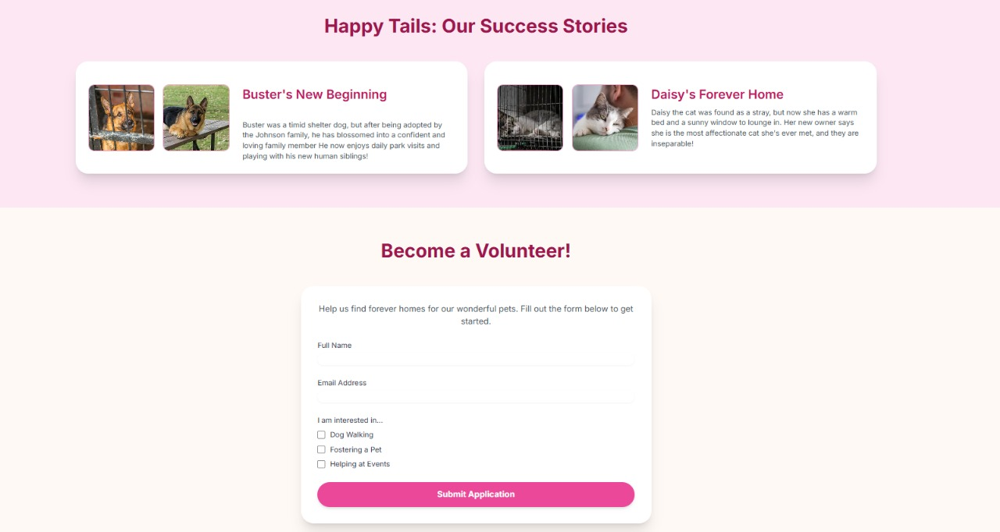 Happy Tails: Our Success Stories
Buster's New Beginning
Buster was a timid shelter dog, but after being adopted by
the Johnson family, he has blossomed into a confident and
loving family member He now enjoys daily park visits and
playing with his new human siblings!
Daisy's Forever Home
Daisy the cat was found as a stray, but now she has a warm
bed and a sunny window to lounge in. Her new owner says
she is the most affectionate cat she's ever met, and they are
inseparable!
Become a Volunteer!
Help us find forever homes for our wonderful pets. Fill out the form below to get
started.
Full Name
Email Address
I am interested in...
Dog Walking
Fostering a Pet
Helping at Events
Submit Application